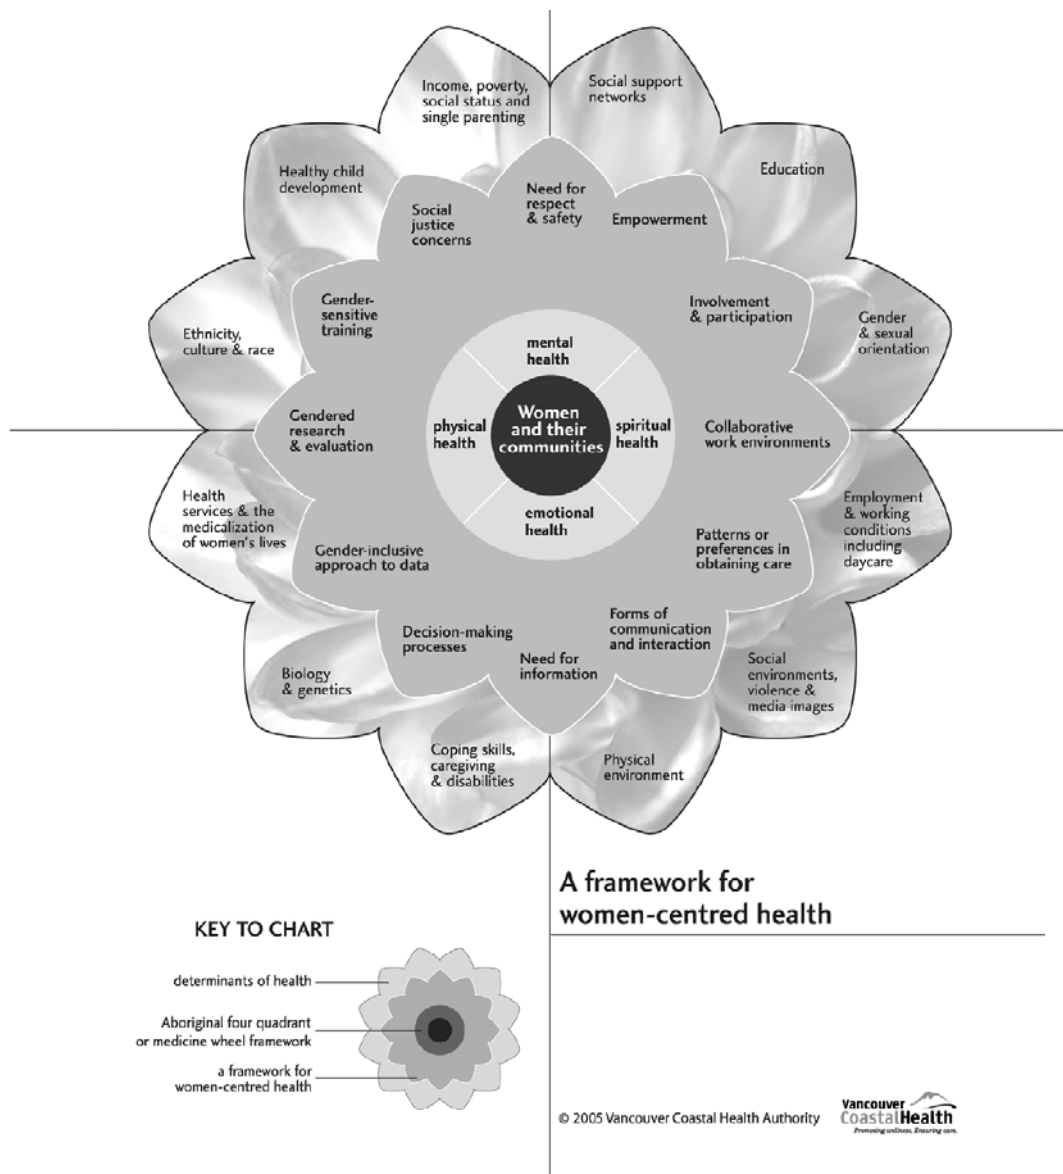 Income, poverty,
social status and
single parenting
Social support
networks
Healthy child
development
Education
Ethnicity,
culture & race
Gender
& sexual
orientation
Social
justice
concerns
Need for
respect
& safety
Empowerment
Gender-
sensitive
training
Involvement
& participation
Gendered
research
& evaluation
Collaborative
work environments
mental
health
physical
health
Women
and their
communities
spiritual
health
emotional
health
Health
services & the
medicalization
of women's lives
Employment
& working
conditions
including
daycare
Gender-inclusive
approach to data
Patterns or
preferences in
obtaining care
Decision-making
processes
Need for
information
Forms of
communication
and interaction
Biology
& genetics
Social
environments,
violence &
media images
Coping skills,
caregiving
& disabilities
Physical
environment
A framework for
women-centred health
KEY TO CHART
determinants of health
Aboriginal four quadrant
or medicine wheel framework
a framework for
women-centred health
© 2005 Vancouver Coastal Health Authority
Vancouver
CoastalHealth
Promoting wellness. Ensuring care.